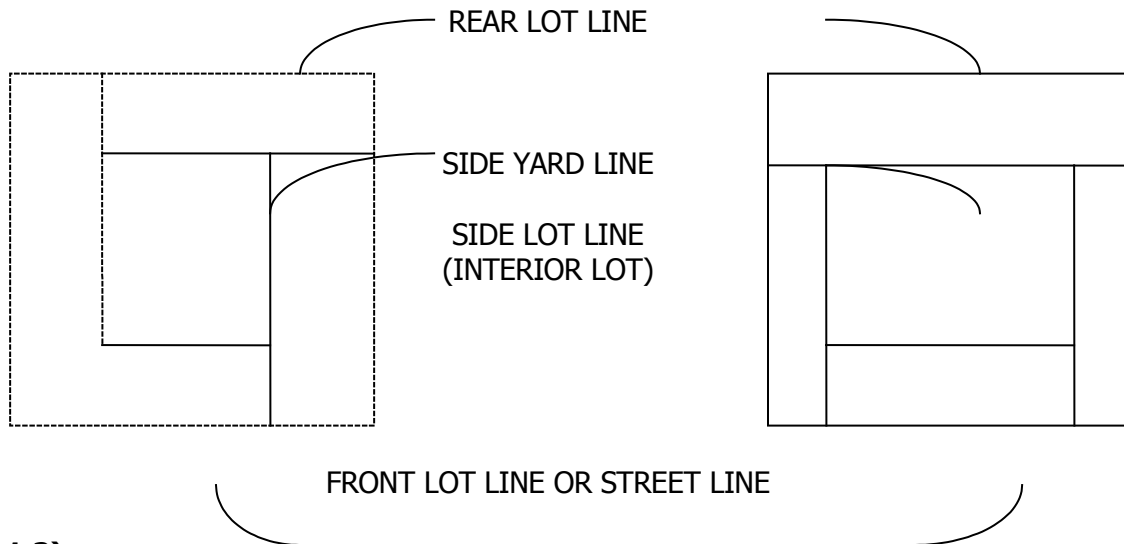 REAR LOT LINE
SIDE YARD LINE
SIDE LOT LINE
(INTERIOR LOT)
FRONT LOT LINE OR STREET LINE